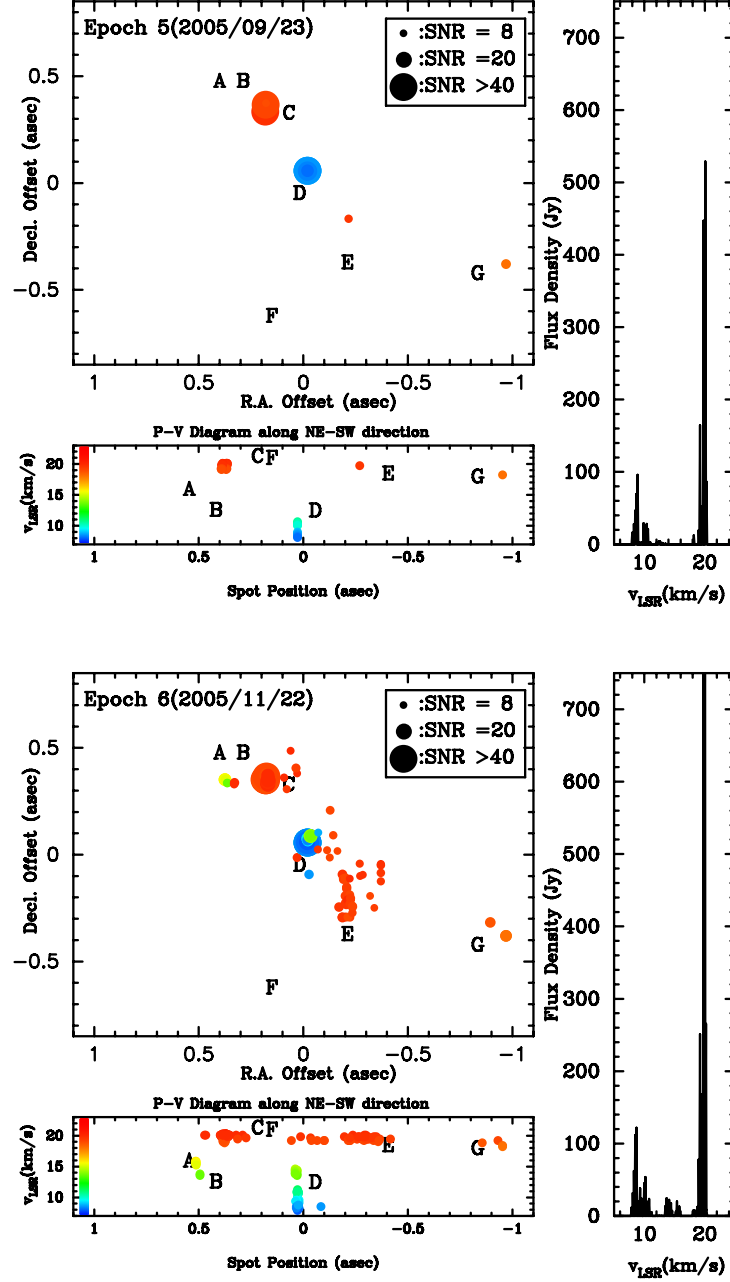 Epoch 5(2005/09/23)
:SNR = 8
:SNR =20
:SNR >40
A B
C
D
E
F
G
0.5
0
−0.5
Decl. Offset (asec)
1 0.5 0 −0.5 −1
R.A. Offset (asec)
P−V Diagram along NE−SW direction
20
10
v_LSR(km/s)
A
B
C F
D
E
G
1 0.5 0 −0.5 −1
Spot Position (asec)
700
600
500
400
300
200
100
0
Flux Density (Jy)
10 20
v_LSR(km/s)
Epoch 6(2005/11/22)
:SNR = 8
:SNR =20
:SNR >40
A B
C
D
E
F
G
0.5
0
−0.5
Decl. Offset (asec)
1 0.5 0 −0.5 −1
R.A. Offset (asec)
P−V Diagram along NE−SW direction
20
10
v_LSR(km/s)
A
B
C F
D
E
G
1 0.5 0 −0.5 −1
Spot Position (asec)
700
600
500
400
300
200
100
0
Flux Density (Jy)
10 20
v_LSR(km/s)